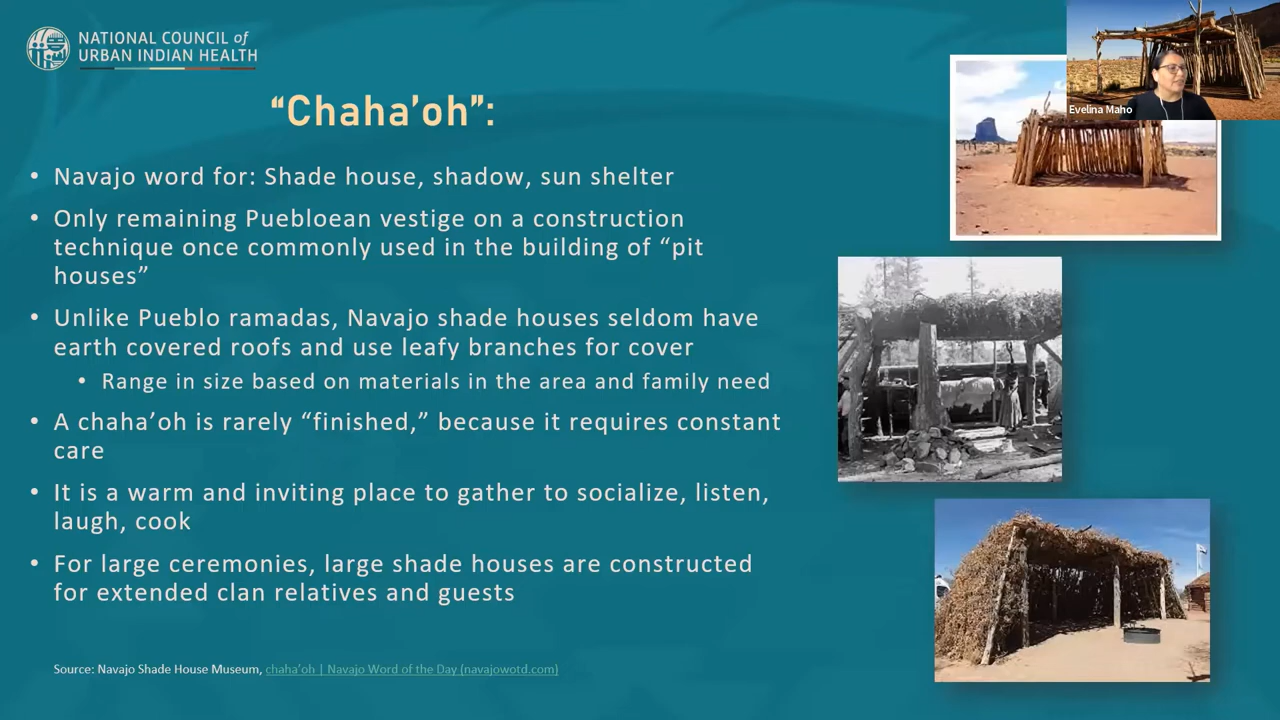 NATIONAL COUNCIL of
URBAN INDIAN HEALTH
Evelina Maho
“Chaha’oh”:
• Navajo word for: Shade house, shadow, sun shelter
• Only remaining Puebloean vestige on a construction
technique once commonly used in the building of “pit
houses”
• Unlike Pueblo ramadas, Navajo shade houses seldom have
earth covered roofs and use leafy branches for cover
• Range in size based on materials in the area and family need
• A chaha’oh is rarely “finished,” because it requires constant
care
• It is a warm and inviting place to gather to socialize, listen,
laugh, cook
• For large ceremonies, large shade houses are constructed
for extended clan relatives and guests
Source: Navajo Shade House Museum, chaha’oh | Navajo Word of the Day (navajowotd.com)